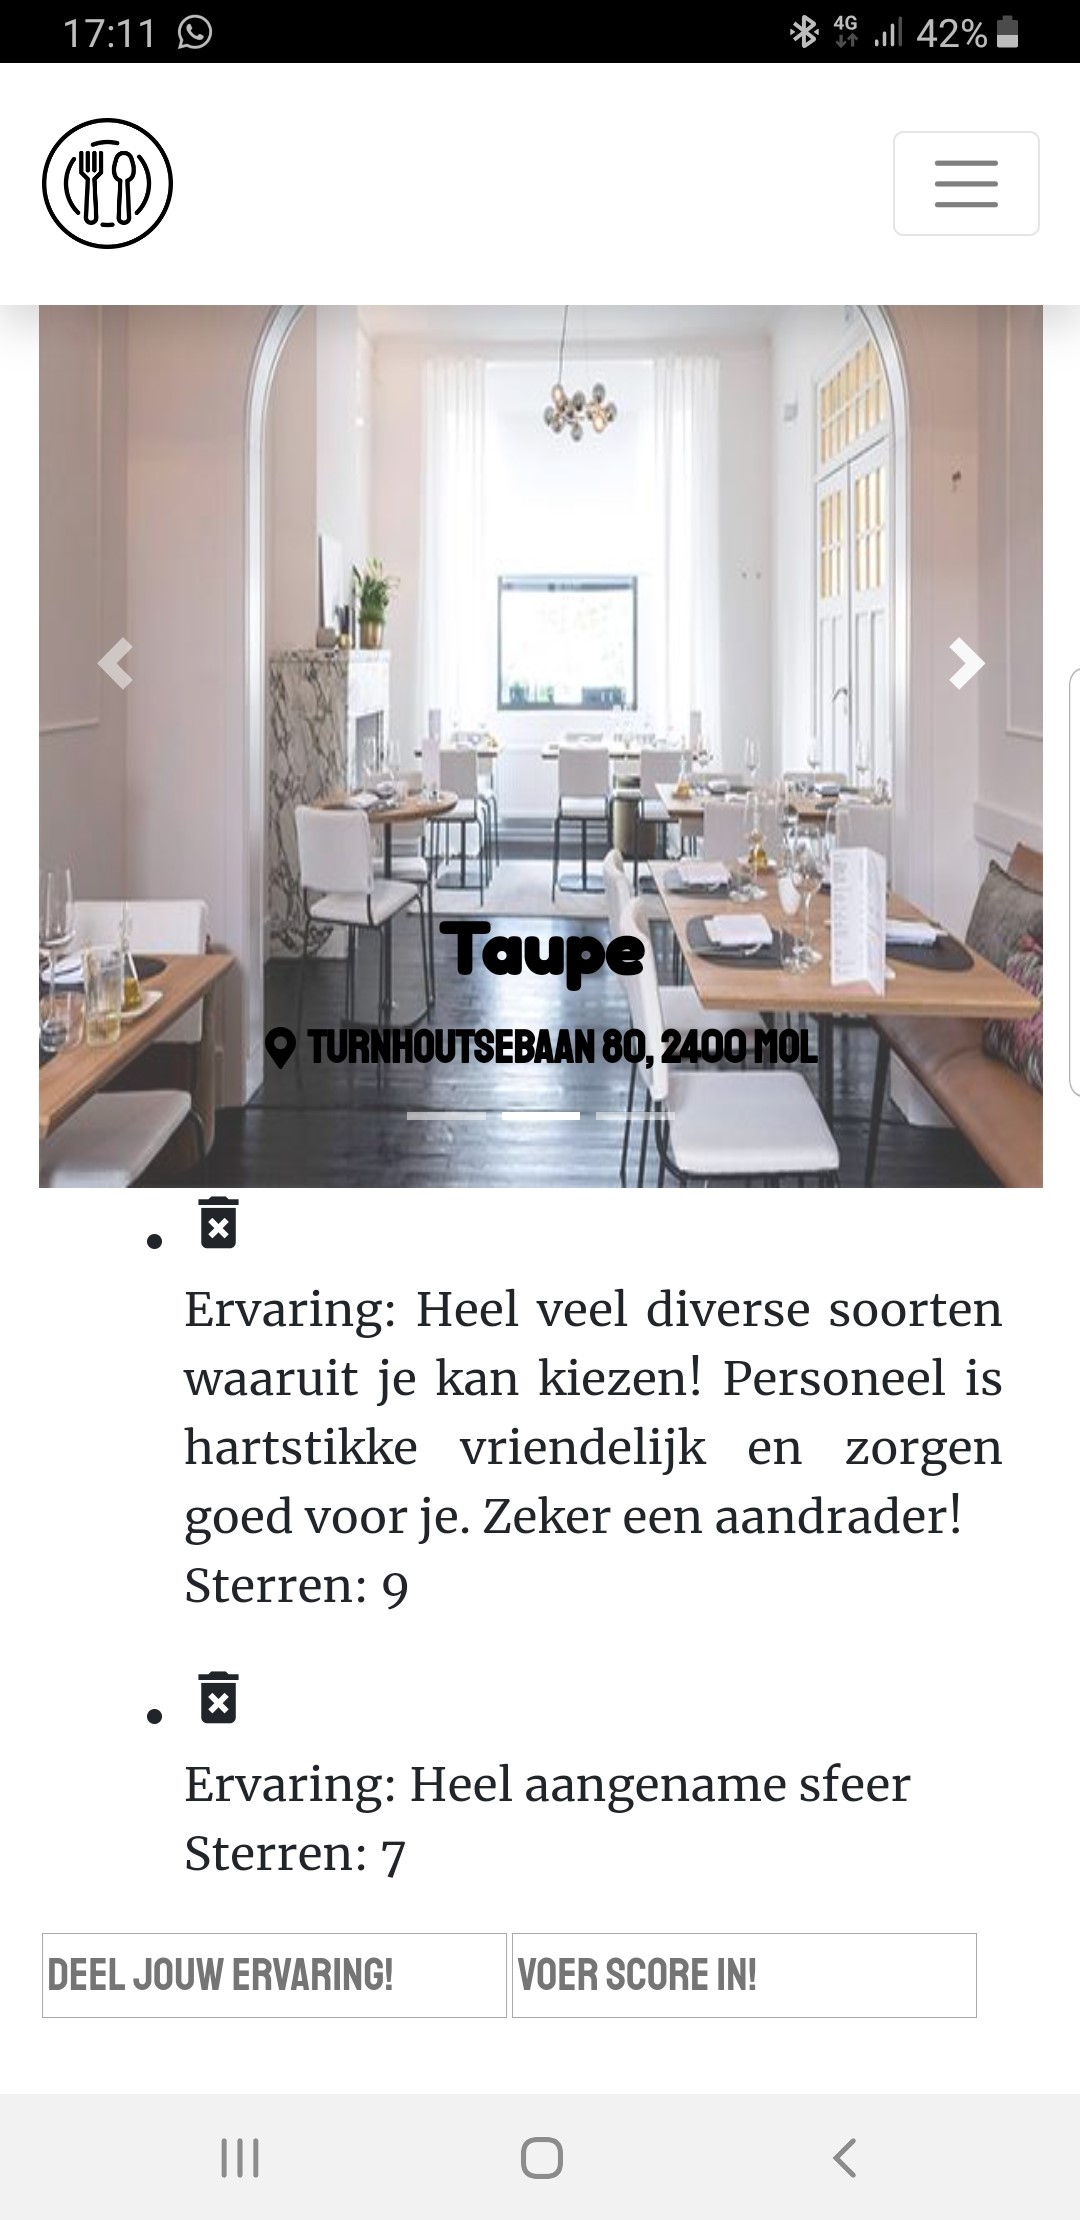 17:11
4G
42%
Taupe
TURNHOUTSEBAAN 80, 2400 MOL
Ervaring: Heel veel diverse soorten
waaruit je kan kiezen! Personeel is
hartstikke vriendelijk en zorgen
goed voor je. Zeker een aandrader!
Sterren: 9
Ervaring: Heel aangename sfeer
Sterren: 7
DEEL JOUW ERVARING!
VOER SCORE IN!